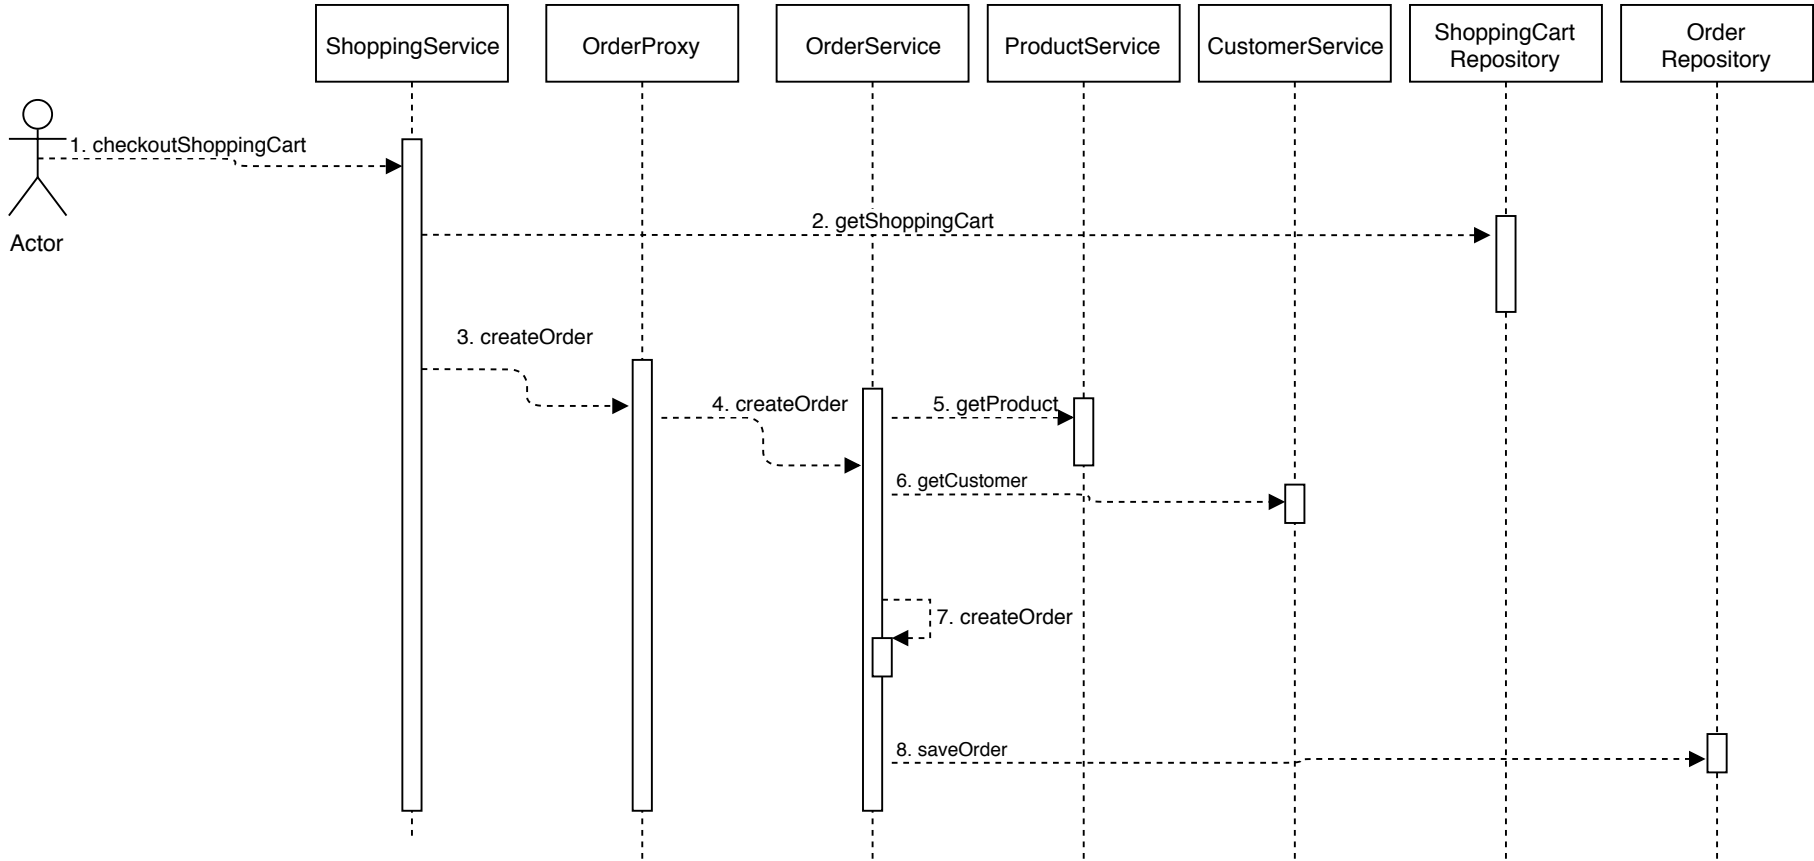 ShoppingService
OrderProxy
OrderService
ProductService
CustomerService
ShoppingCart
Repository
Order
Repository
1. checkoutShoppingCart
Actor
2. getShoppingCart
3. createOrder
4. createOrder
5. getProduct
6. getCustomer
7. createOrder
8. saveOrder